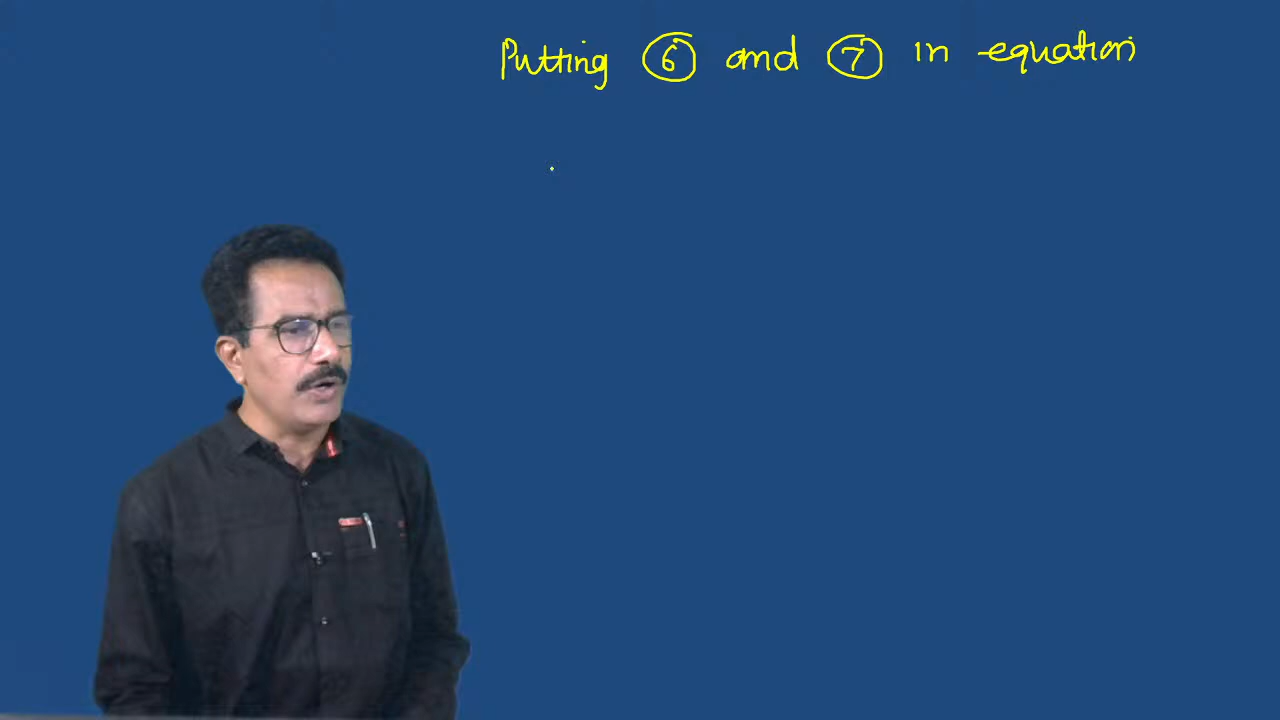 Putting ⑥ and ⑦ in equation